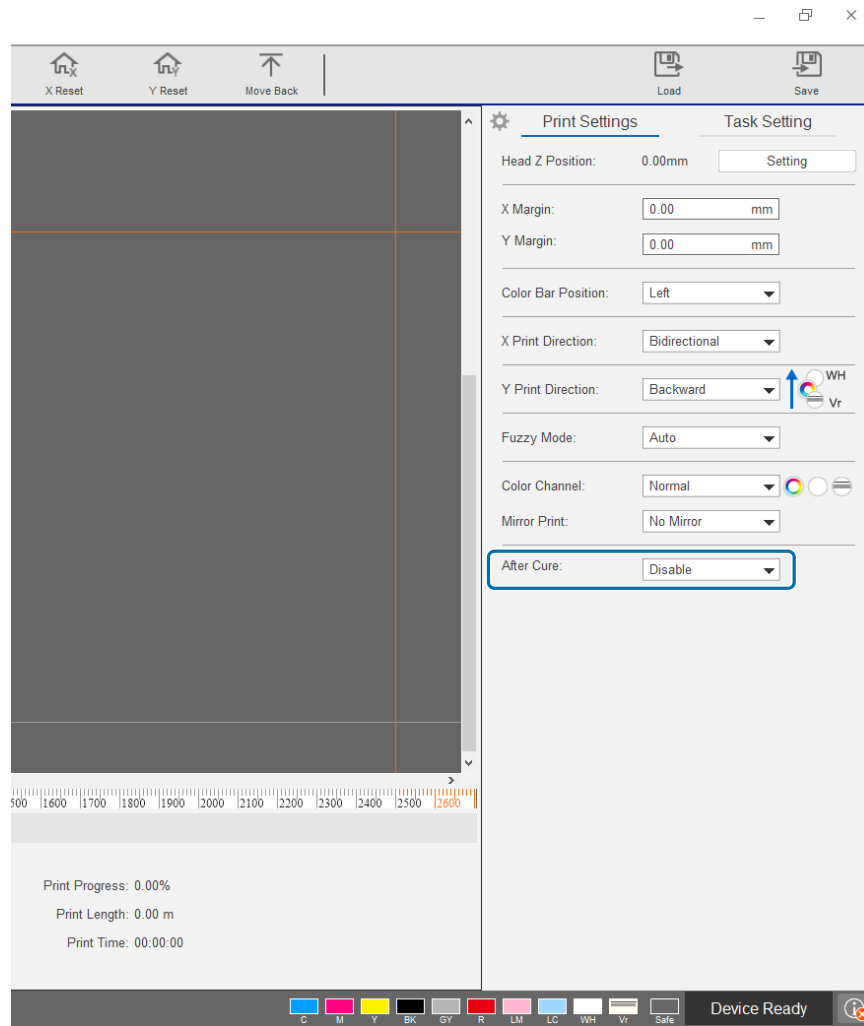 X Reset Y Reset Move Back Load Save
Print Settings Task Setting
Head Z Position: 0.00mm Setting
X Margin: 0.00 mm
Y Margin: 0.00 mm
Color Bar Position: Left
X Print Direction: Bidirectional
Y Print Direction: Backward WH Vr
Fuzzy Mode: Auto
Color Channel: Normal
Mirror Print: No Mirror
After Cure: Disable
500 1600 1700 1800 1900 2000 2100 2200 2300 2400 2500 2600
Print Progress: 0.00%
Print Length: 0.00 m
Print Time: 00:00:00
C M Y BK GY R LM LC WH Vr Safe Device Ready